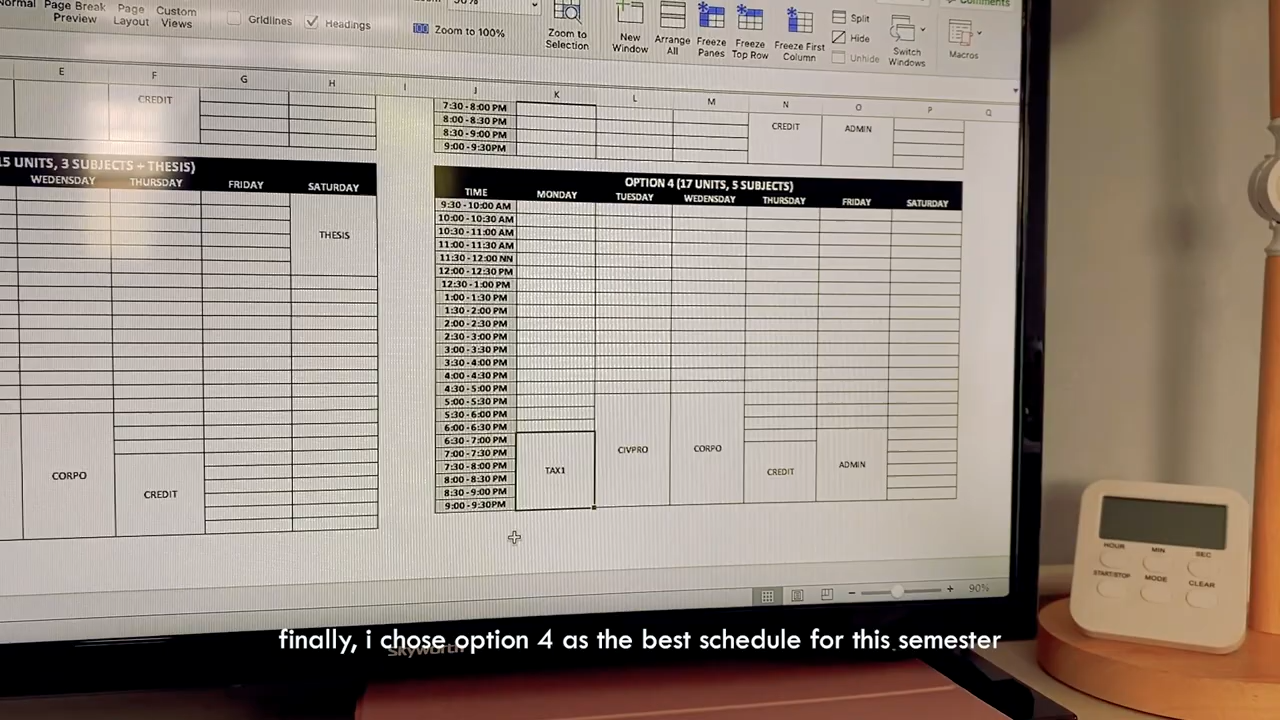 Normal
Page Break Preview
Page Layout
Custom Views
Gridlines
Headings
Zoom to 100%
Zoom to Selection
New Window
Arrange All
Freeze Panes
Freeze Top Row
Freeze First Column
Split
Hide
Unhide
Switch Windows
Macros
Comments
E F G H I J K L M N O P Q
CREDIT
7:30 - 8:00 PM
8:00 - 8:30 PM
8:30 - 9:00 PM
9:00 - 9:30PM
CREDIT
ADMIN
15 UNITS, 3 SUBJECTS + THESIS)
WEDENSDAY THURSDAY FRIDAY SATURDAY
THESIS
CORPO
CREDIT
OPTION 4 (17 UNITS, 5 SUBJECTS)
TIME MONDAY TUESDAY WEDENSDAY THURSDAY FRIDAY SATURDAY
9:30 - 10:00 AM
10:00 - 10:30 AM
10:30 - 11:00 AM
11:00 - 11:30 AM
11:30 - 12:00 NN
12:00 - 12:30 PM
12:30 - 1:00 PM
1:00 - 1:30 PM
1:30 - 2:00 PM
2:00 - 2:30 PM
2:30 - 3:00 PM
3:00 - 3:30 PM
3:30 - 4:00 PM
4:00 - 4:30 PM
4:30 - 5:00 PM
5:00 - 5:30 PM
5:30 - 6:00 PM
6:00 - 6:30 PM
6:30 - 7:00 PM
7:00 - 7:30 PM
7:30 - 8:00 PM
8:00 - 8:30 PM
8:30 - 9:00 PM
9:00 - 9:30PM
TAX1
CIVPRO
CORPO
CREDIT
ADMIN
90%
Skyworth
HOUR MIN SEC
START/STOP MODE CLEAR
finally, i chose option 4 as the best schedule for this semester